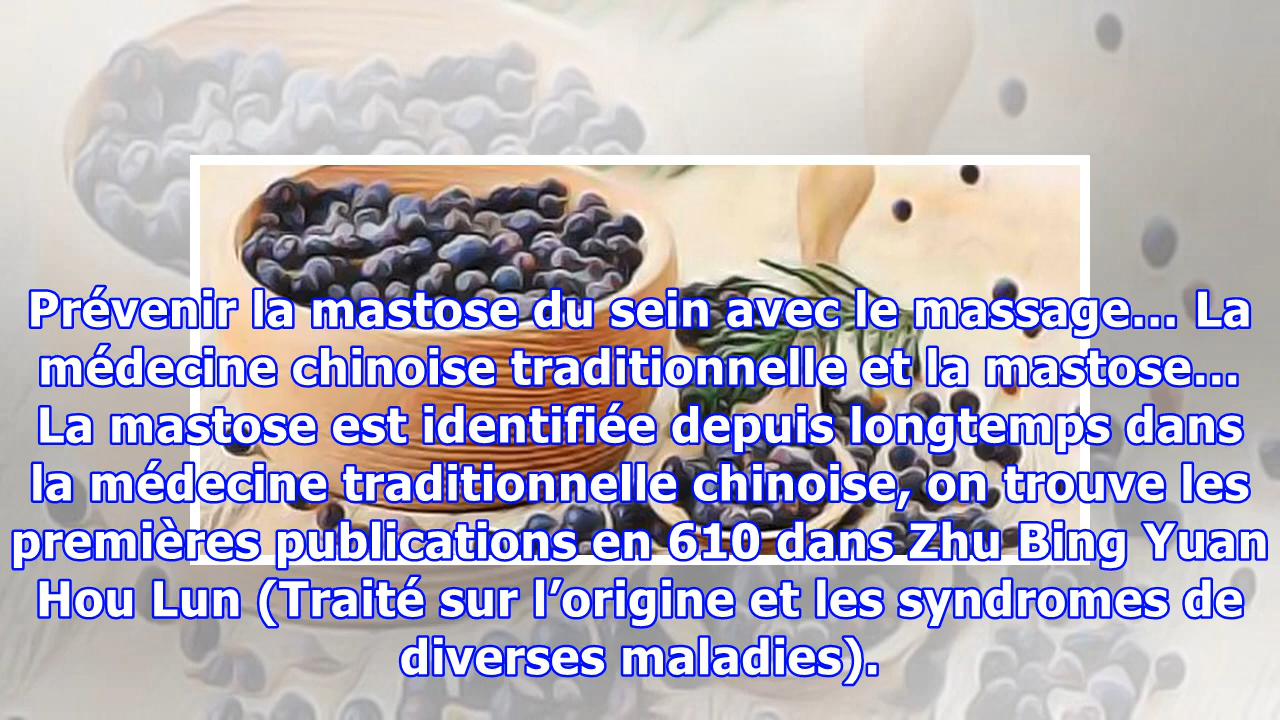 Prévenir la mastose du sein avec le massage... La
médecine chinoise traditionnelle et la mastose...
La mastose est identifiée depuis longtemps dans
la médecine traditionnelle chinoise, on trouve les
premières publications en 610 dans Zhu Bing Yuan
Hou Lun (Traité sur l’origine et les syndromes de
diverses maladies).